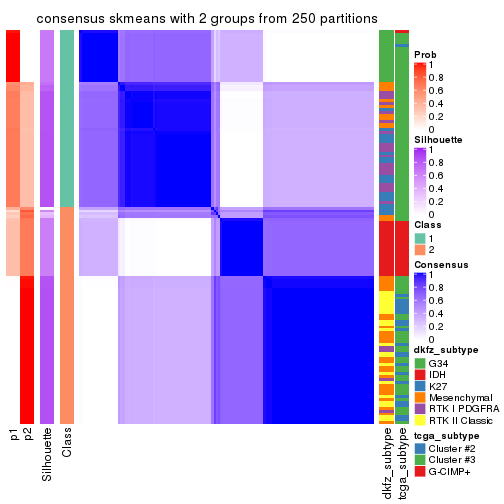 consensus skmeans with 2 groups from 250 partitions
Prob
1
0.8
0.6
0.4
0.2
0
Silhouette
1
0.8
0.6
0.4
0.2
0
Class
1
2
Consensus
1
0.8
0.6
0.4
0.2
0
dkfz_subtype
G34
IDH
K27
Mesenchymal
RTK I PDGFRA
RTK II Classic
tcga_subtype
Cluster #2
Cluster #3
G-CIMP+
p1
p2
Silhouette
Class
dkfz_subtype
tcga_subtype